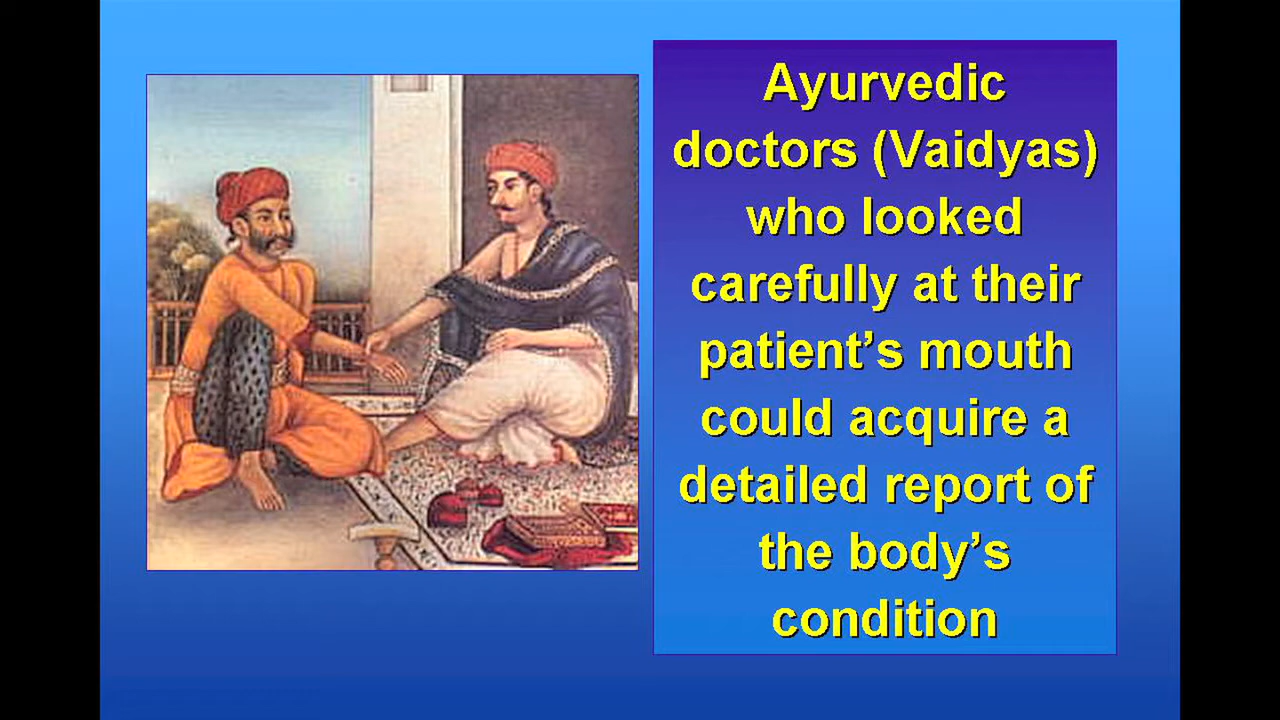 Ayurvedic
doctors (Vaidyas)
who looked
carefully at their
patient’s mouth
could acquire a
detailed report of
the body’s
condition